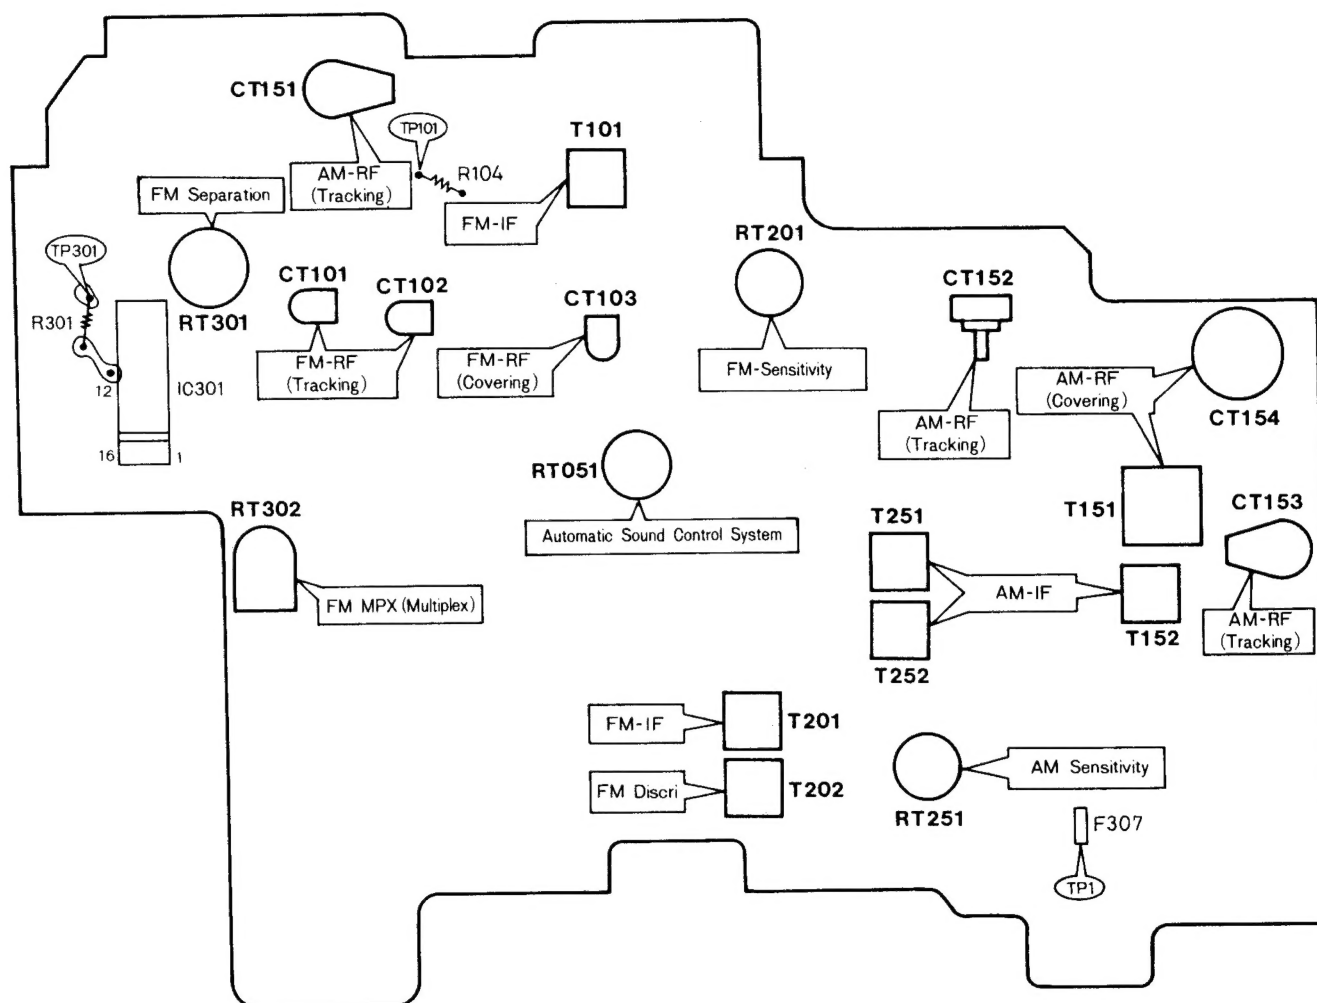 CT151
TP101
T101
AM-RF
(Tracking)
R104
FM Separation
FM-IF
TP301
RT201
CT101
CT102
CT103
CT152
R301
RT301
FM-RF
(Tracking)
FM-RF
(Covering)
FM-Sensitivity
AM-RF
(Covering)
12
IC301
CT154
AM-RF
(Tracking)
16
1
RT051
RT302
T251
T151
CT153
Automatic Sound Control System
FM MPX (Multiplex)
AM-IF
AM-RF
(Tracking)
T152
T252
FM-IF
T201
AM Sensitivity
FM Discri
T202
RT251
F307
TP1